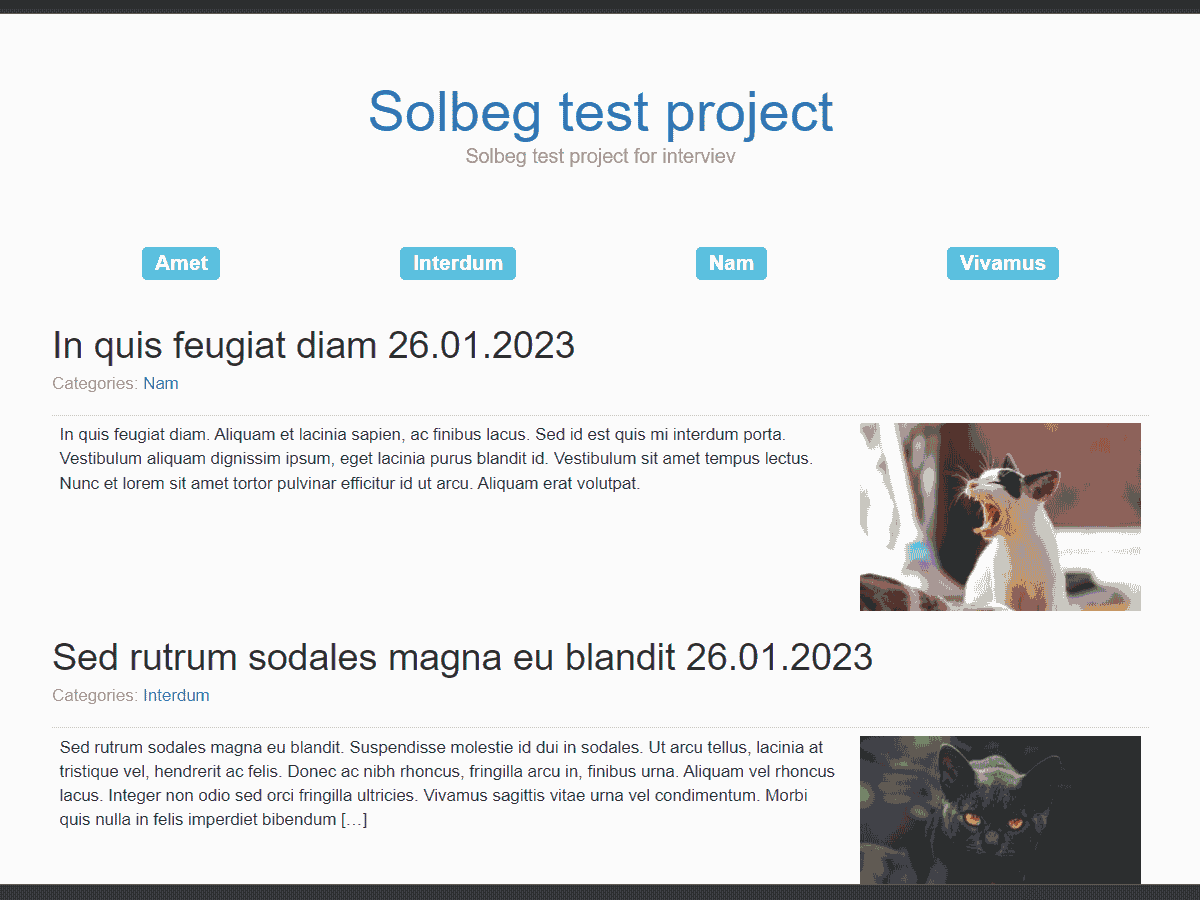 Solbeg test project
Solbeg test project for interviev
Amet
Interdum
Nam
Vivamus
In quis feugiat diam 26.01.2023
Categories: Nam
In quis feugiat diam. Aliquam et lacinia sapien, ac finibus lacus. Sed id est quis mi interdum porta.
Vestibulum aliquam dignissim ipsum, eget lacinia purus blandit id. Vestibulum sit amet tempus lectus.
Nunc et lorem sit amet tortor pulvinar efficitur id ut arcu. Aliquam erat volutpat.
Sed rutrum sodales magna eu blandit 26.01.2023
Categories: Interdum
Sed rutrum sodales magna eu blandit. Suspendisse molestie id dui in sodales. Ut arcu tellus, lacinia at
tristique vel, hendrerit ac felis. Donec ac nibh rhoncus, fringilla arcu in, finibus urna. Aliquam vel rhoncus
lacus. Integer non odio sed orci fringilla ultricies. Vivamus sagittis vitae urna vel condimentum. Morbi
quis nulla in felis imperdiet bibendum […]